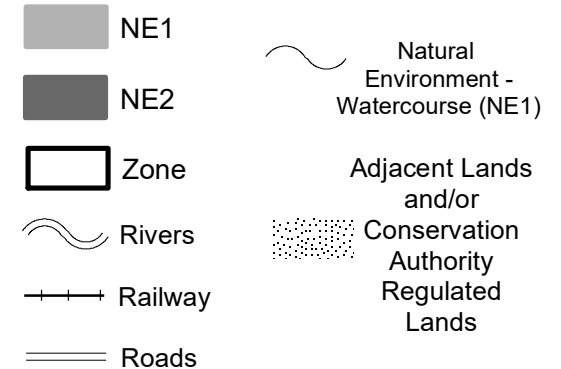 NE1
NE2
Zone
Rivers
Railway
Roads
Natural
Environment -
Watercourse (NE1)
Adjacent Lands
and/or
Conservation
Authority
Regulated
Lands